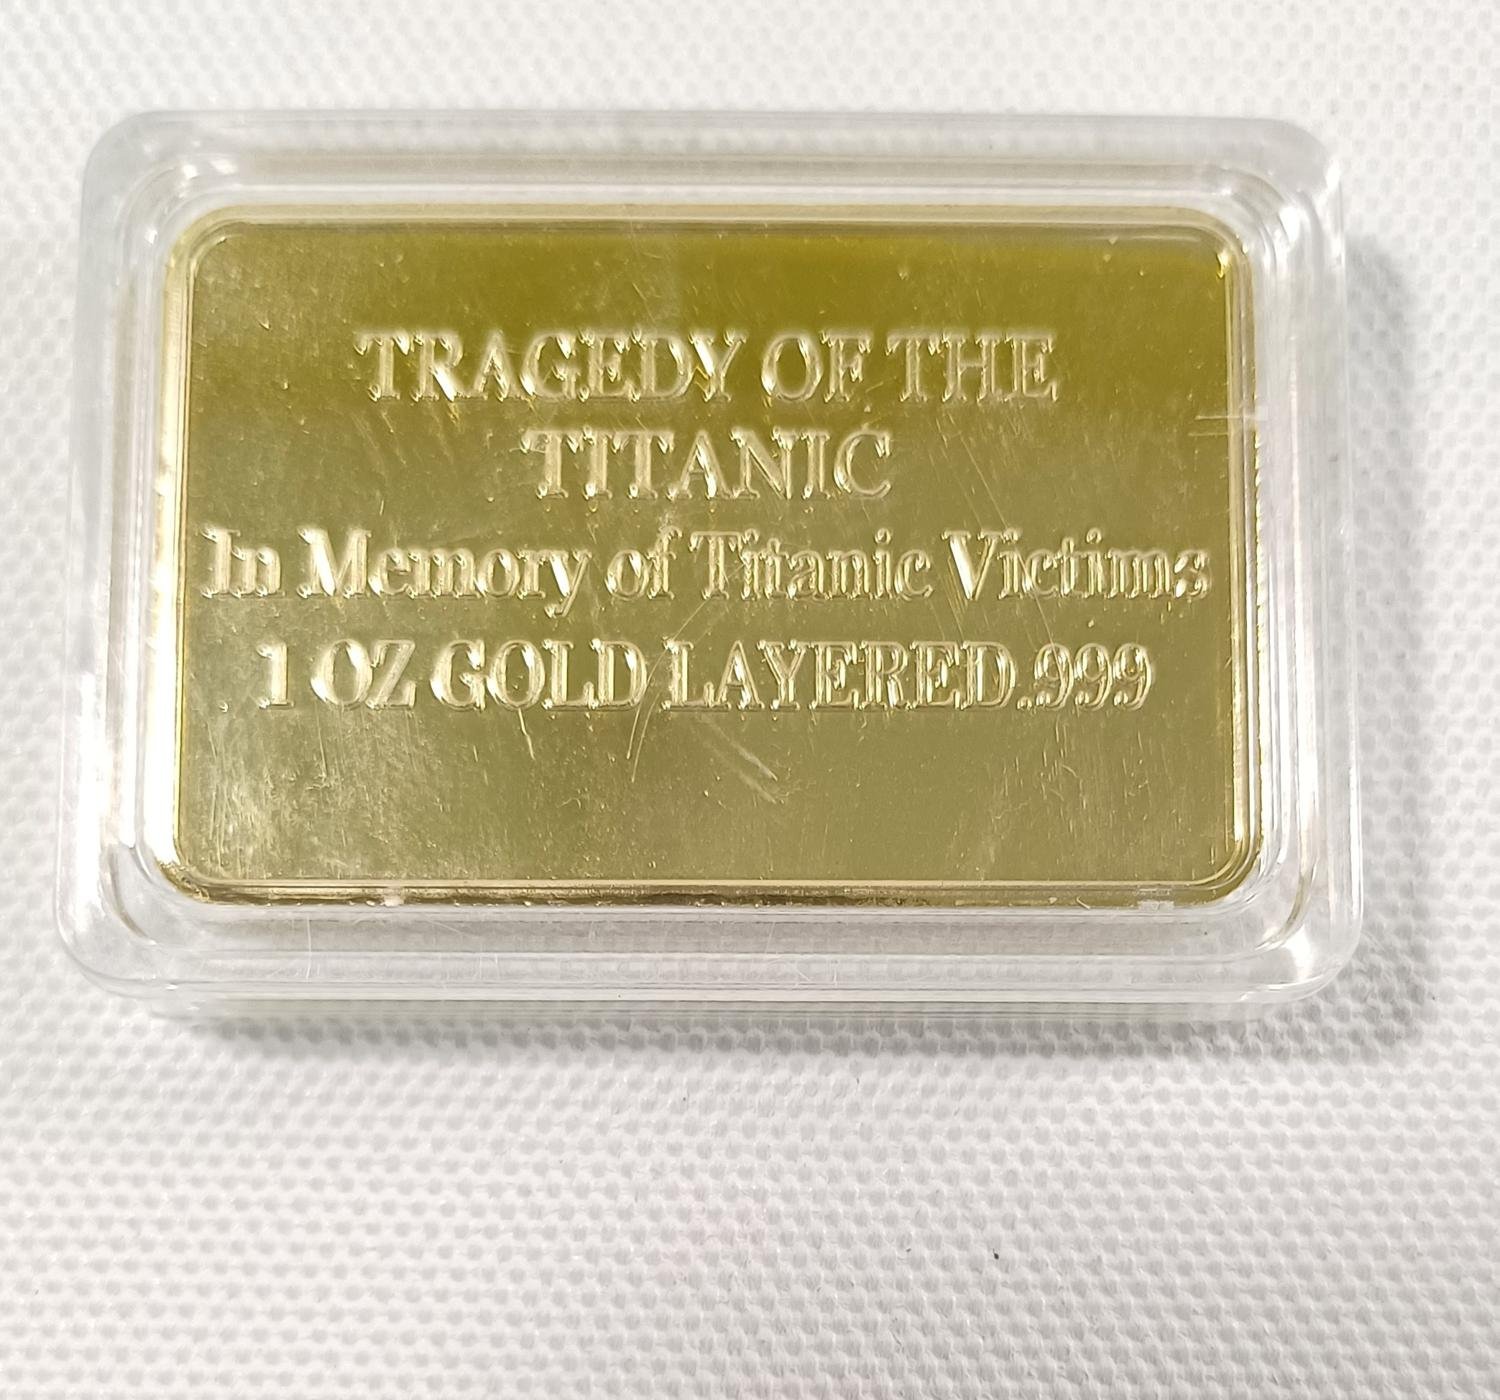 TRAGEDY OF THE
TITANIC
In Memory of Titanic Victims
1 OZ GOLD LAYERED .999